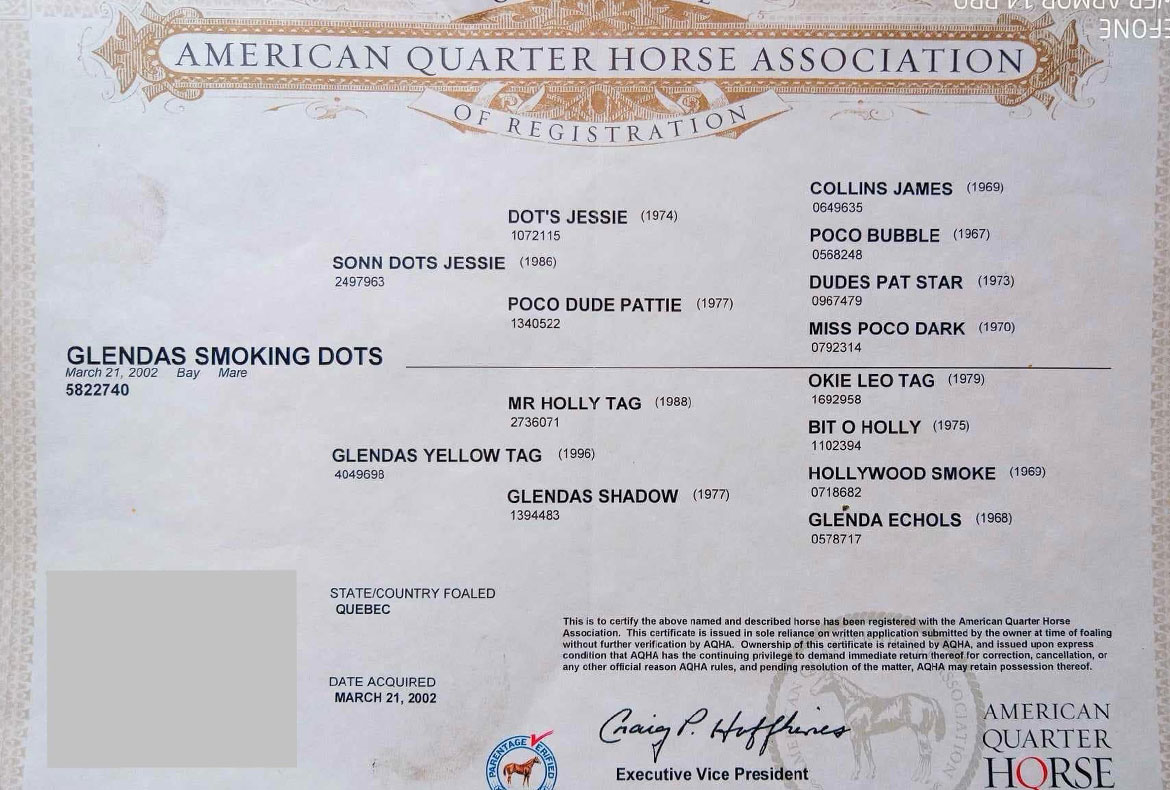 AMERICAN QUARTER HORSE ASSOCIATION
OF REGISTRATION
COLLINS JAMES (1969)
0649635
DOT'S JESSIE (1974)
1072115
POCO BUBBLE (1967)
0568248
SONN DOTS JESSIE (1986)
2497963
DUDES PAT STAR (1973)
0967479
POCO DUDE PATTIE (1977)
1340522
MISS POCO DARK (1970)
0792314
GLENDAS SMOKING DOTS
March 21, 2002 Bay Mare
5822740
OKIE LEO TAG (1979)
1692958
MR HOLLY TAG (1988)
2736071
BIT O HOLLY (1975)
1102394
GLENDAS YELLOW TAG (1996)
4049698
HOLLYWOOD SMOKE (1969)
0718682
GLENDAS SHADOW (1977)
1394483
GLENDA ECHOLS (1968)
0578717
STATE/COUNTRY FOALED
QUEBEC
DATE ACQUIRED
MARCH 21, 2002
This is to certify the above named and described horse has been registered with the American Quarter Horse
Association. This certificate is issued in sole reliance on written application submitted by the owner at time of foaling
without further verification by AQHA. Ownership of this certificate is retained by AQHA, and issued upon express
condition that AQHA has the continuing privilege to demand immediate return thereof for correction, cancellation, or
any other official reason AQHA rules, and pending resolution of the matter, AQHA may retain possession thereof.
Craig P. Huffhines
Executive Vice President
PARENTAGE VERIFIED
AMERICAN
QUARTER
HORSE